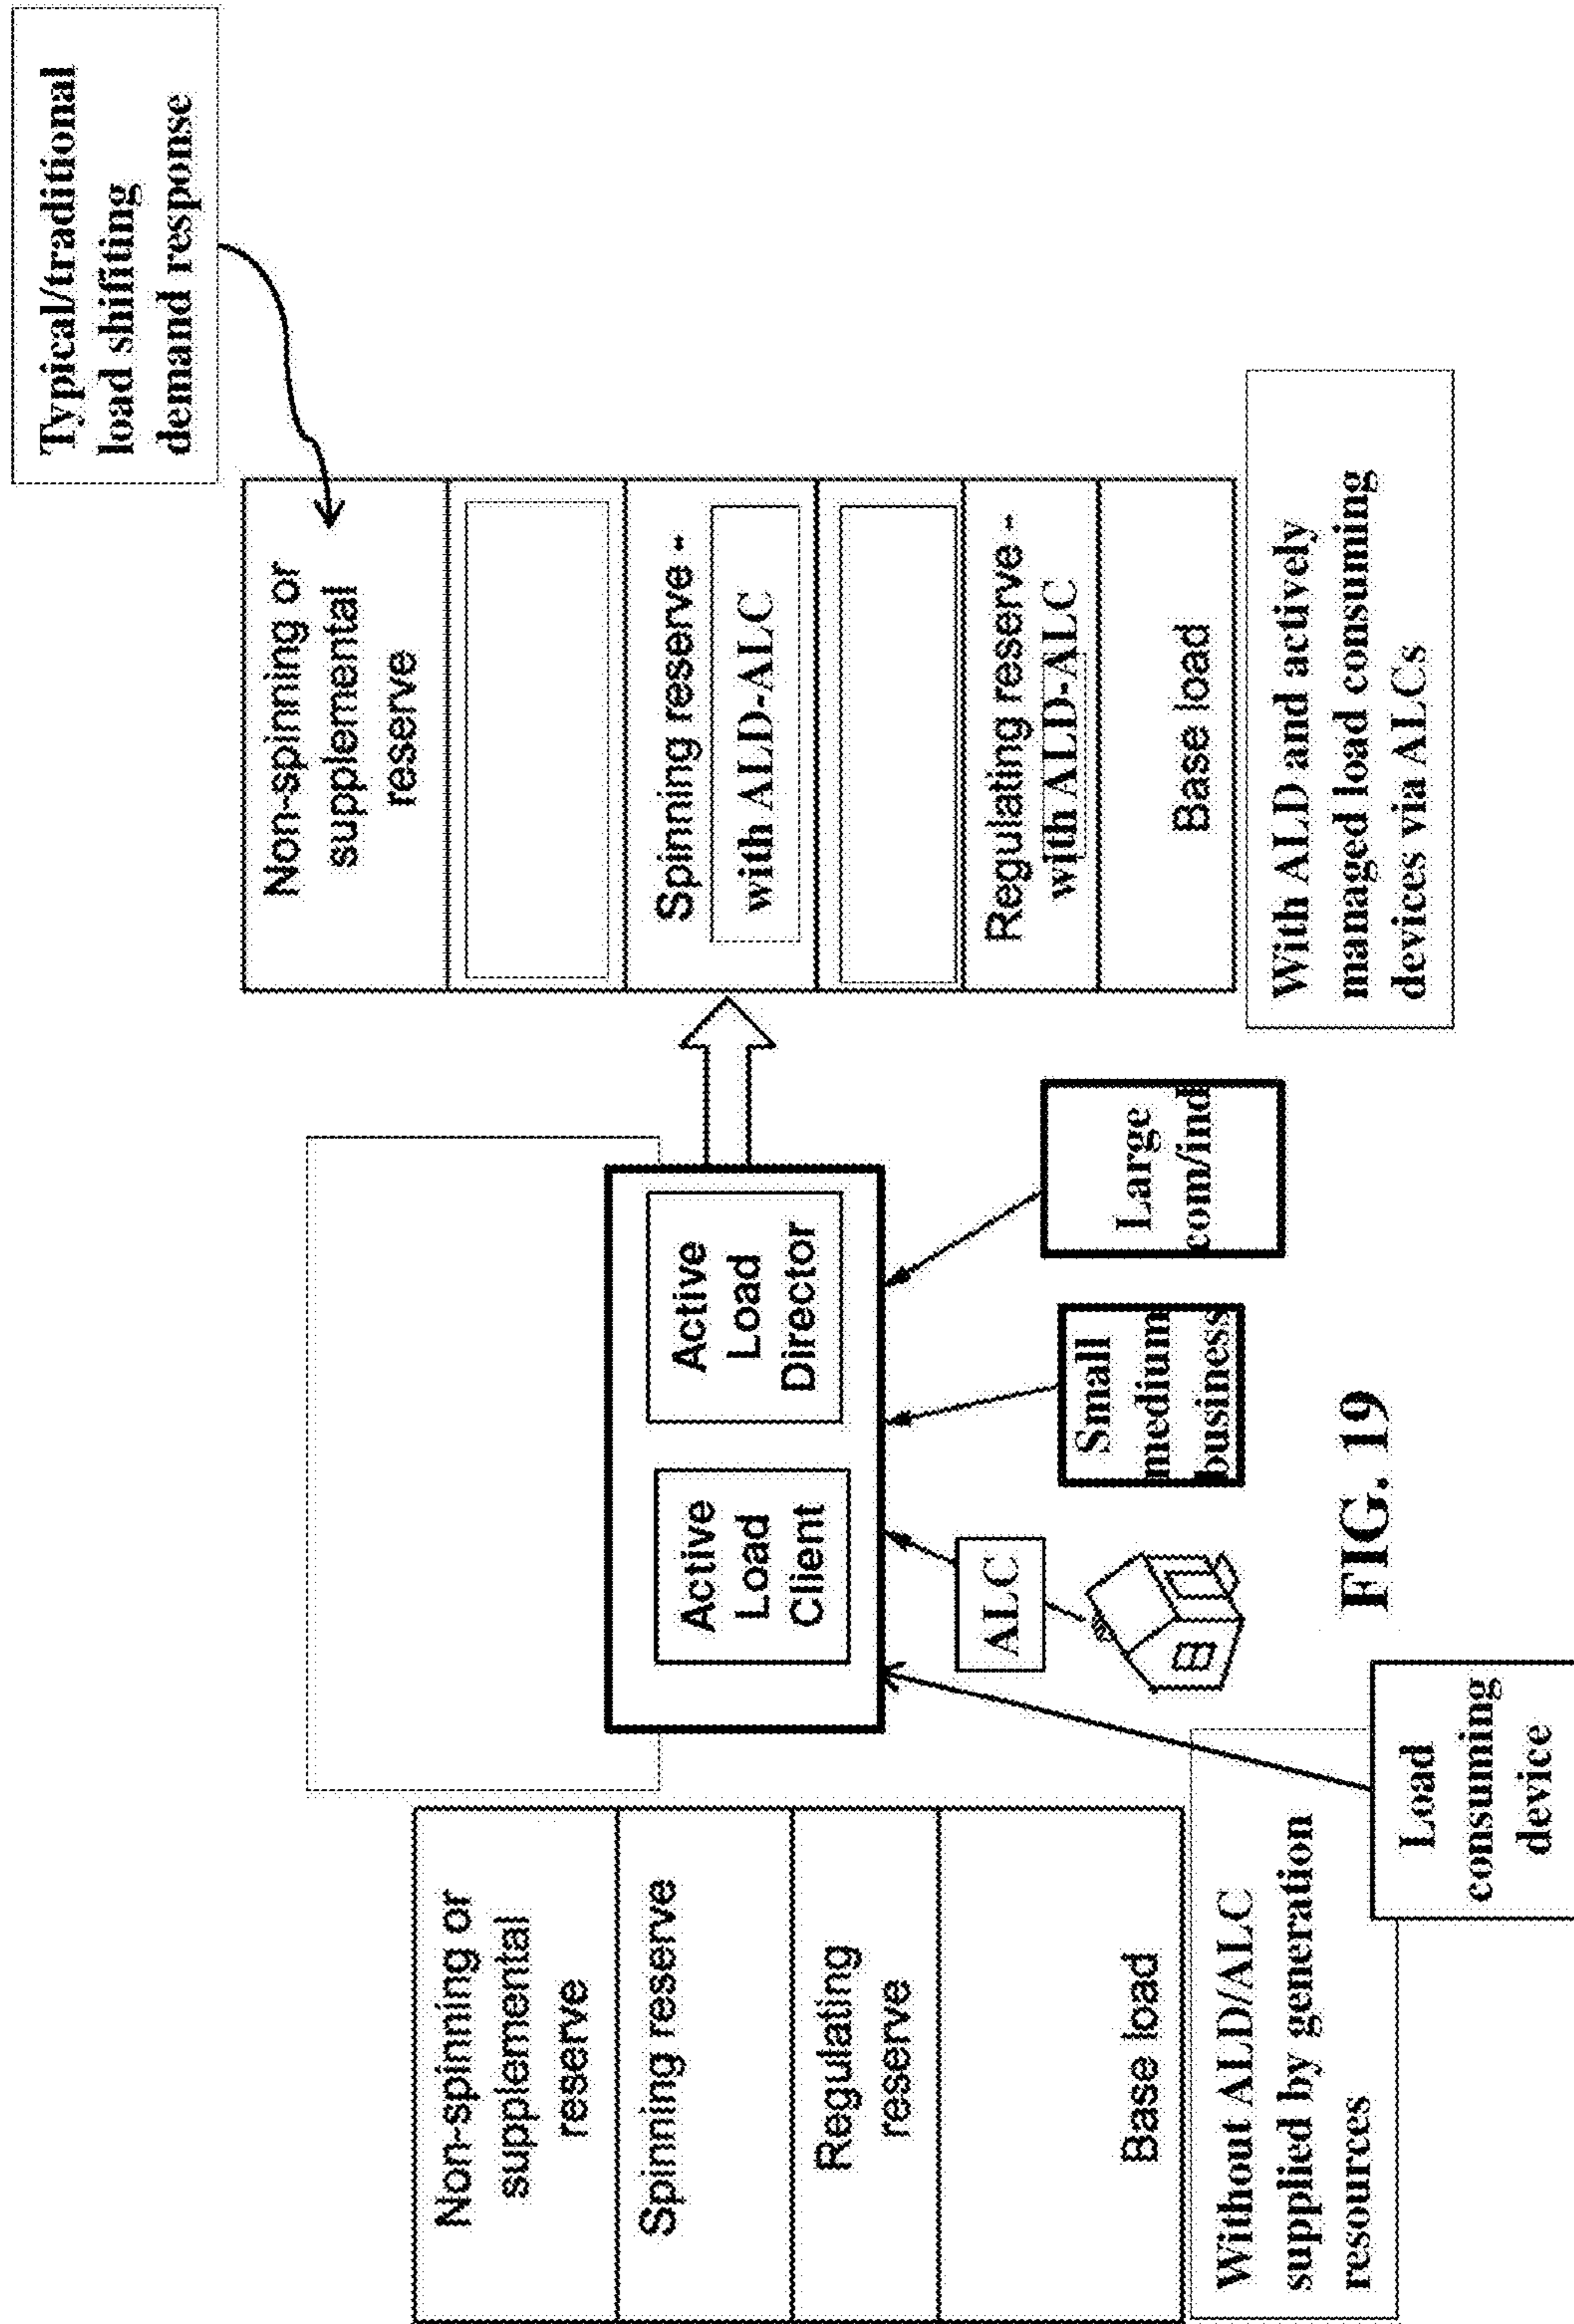 Typical/traditional
load shifting
demand response
Non-spinning or
supplemental
reserve
Spinning reserve
Regulating
reserve
Base load
Without ALD/ALC
supplied by generation
resources
Active
Load
Client
Active
Load
Director
ALC
Small
medium
business
Large
com/ind
Load
consuming
device
Non-spinning or
supplemental
reserve
Spinning reserve --
with ALD-ALC
Regulating reserve --
with ALD-ALC
Base load
With ALD and actively
managed load consuming
devices via ALCs
FIG. 19